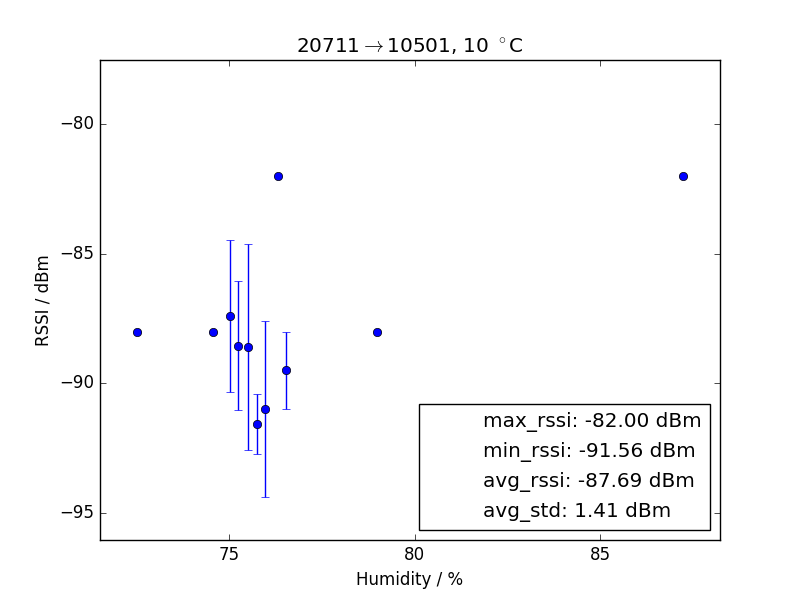 20711→10501, 10 °C
RSSI / dBm
−80
−85
−90
−95
max_rssi: -82.00 dBm
min_rssi: -91.56 dBm
avg_rssi: -87.69 dBm
avg_std: 1.41 dBm
75
80
85
Humidity / %